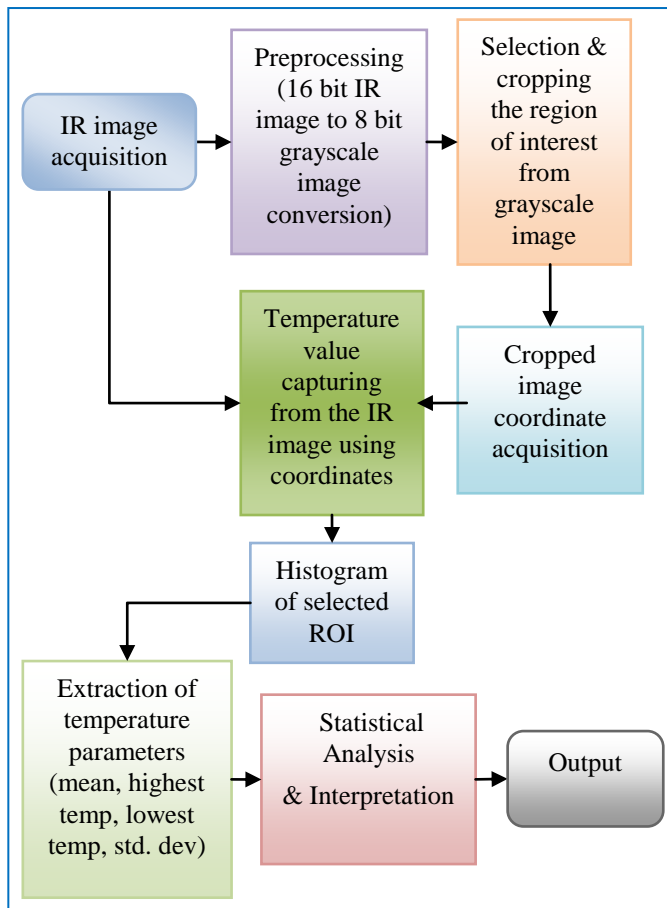 IR image
acquisition
Preprocessing
(16 bit IR
image to 8 bit
grayscale
image
conversion)
Selection &
cropping
the region
of interest
from
grayscale
image
Cropped
image
coordinate
acquisition
Temperature
value
capturing
from the IR
image using
coordinates
Histogram
of selected
ROI
Extraction of
temperature
parameters
(mean, highest
temp, lowest
temp, std. dev)
Statistical
Analysis
& Interpretation
Output